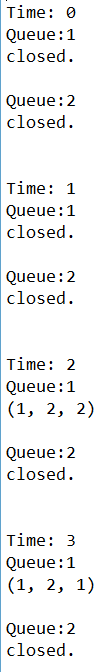 Time: 0
Queue:1
closed.
Queue:2
closed.
Time: 1
Queue:1
closed.
Queue:2
closed.
Time: 2
Queue:1
(1, 2, 2)
Queue:2
closed.
Time: 3
Queue:1
(1, 2, 1)
Queue:2
closed.